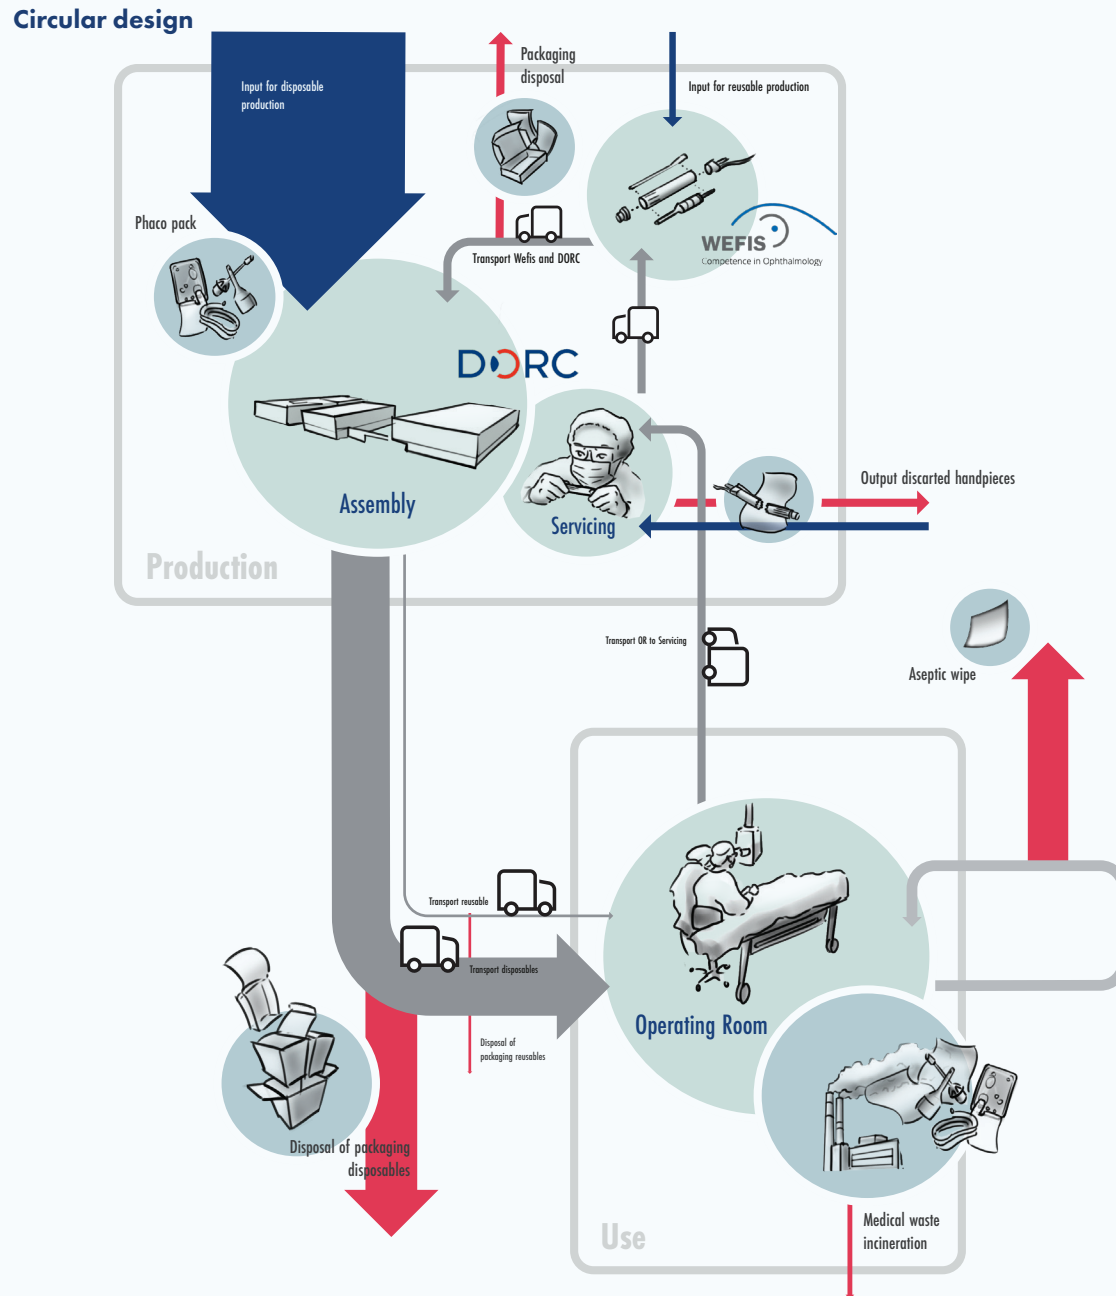 Circular design
Input for disposable
production
Packaging
disposal
Input for reusable production
Phaco pack
WEFIS
Competence in Ophthalmology
Transport Wefis and DORC
DORC
Assembly
Servicing
Output discarted handpieces
Production
Transport OR to Servicing
Aseptic wipe
Transport reusable
Transport disposables
Operating Room
Disposal of
packaging reusables
Disposal of packaging
disposables
Medical waste
incineration
Use